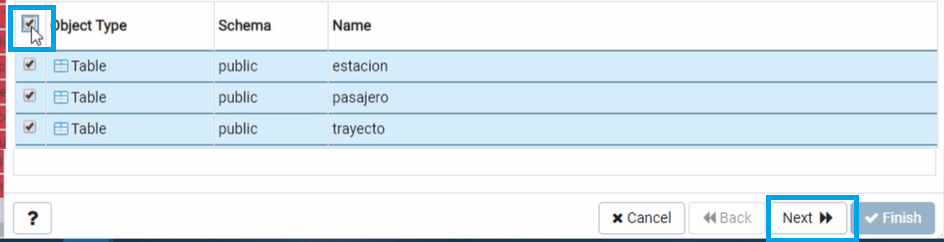 Object Type Schema Name
Table public estacion
Table public pasajero
Table public trayecto
? Cancel Back Next Finish